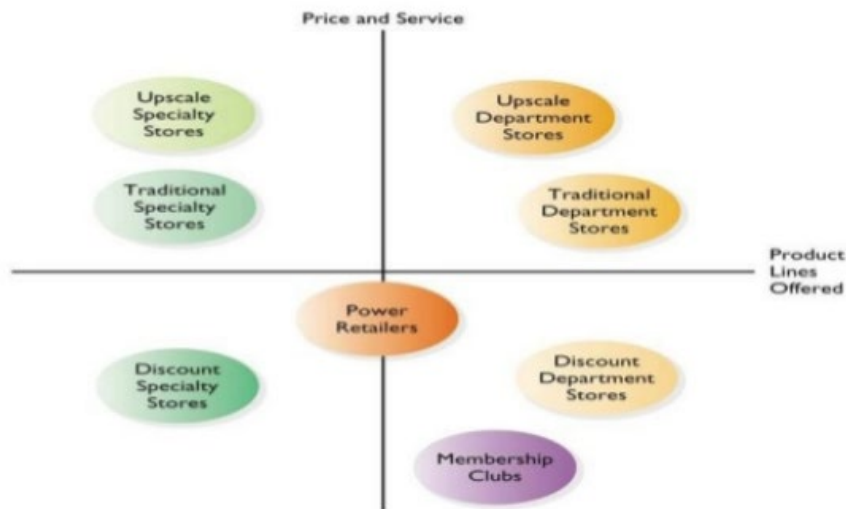 Price and Service
Upscale
Specialty
Stores
Upscale
Department
Stores
Traditional
Specialty
Stores
Traditional
Department
Stores
Product
Lines
Offered
Power
Retailers
Discount
Specialty
Stores
Discount
Department
Stores
Membership
Clubs